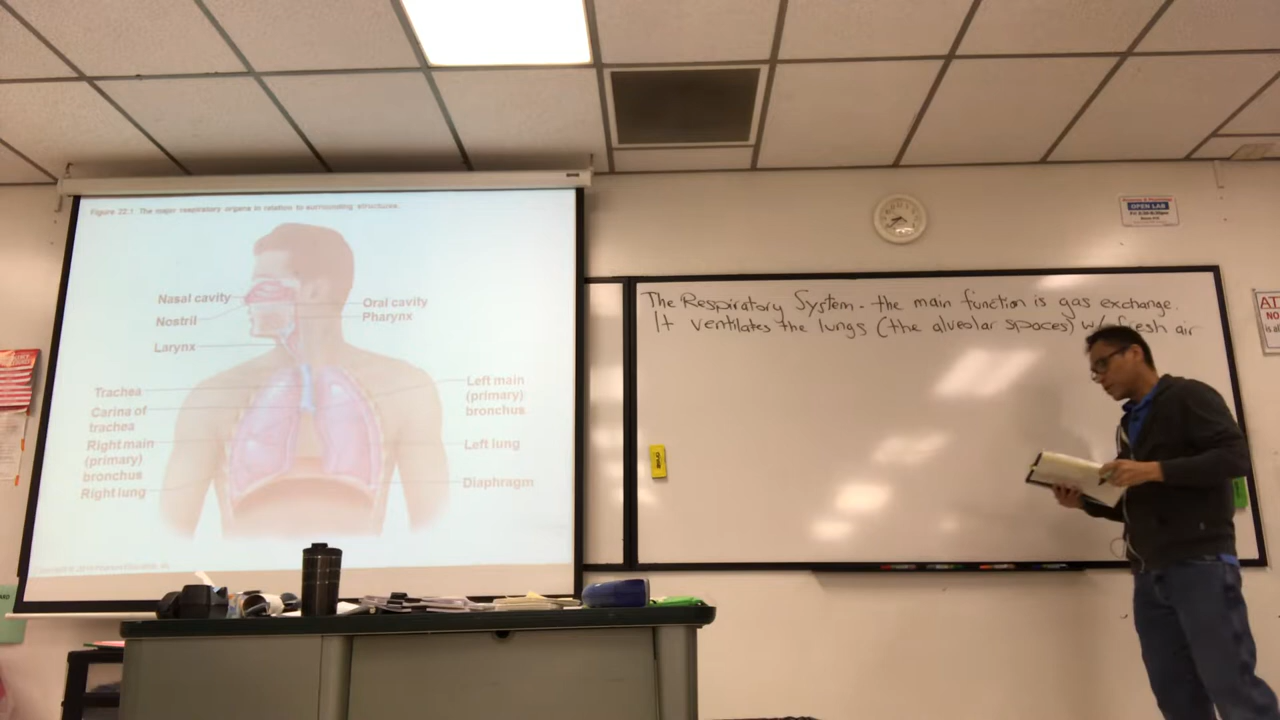 Figure 22.1 The major respiratory organs in relation to surrounding structures.
Nasal cavity
Nostril
Larynx
Trachea
Carina of
trachea
Right main
(primary)
bronchus
Right lung
Oral cavity
Pharynx
Left main
(primary)
bronchus
Left lung
Diaphragm
The Respiratory System - the main function is gas exchange.
It ventilates the lungs (the alveolar spaces) w/ fresh air
OPEN LAB
NO